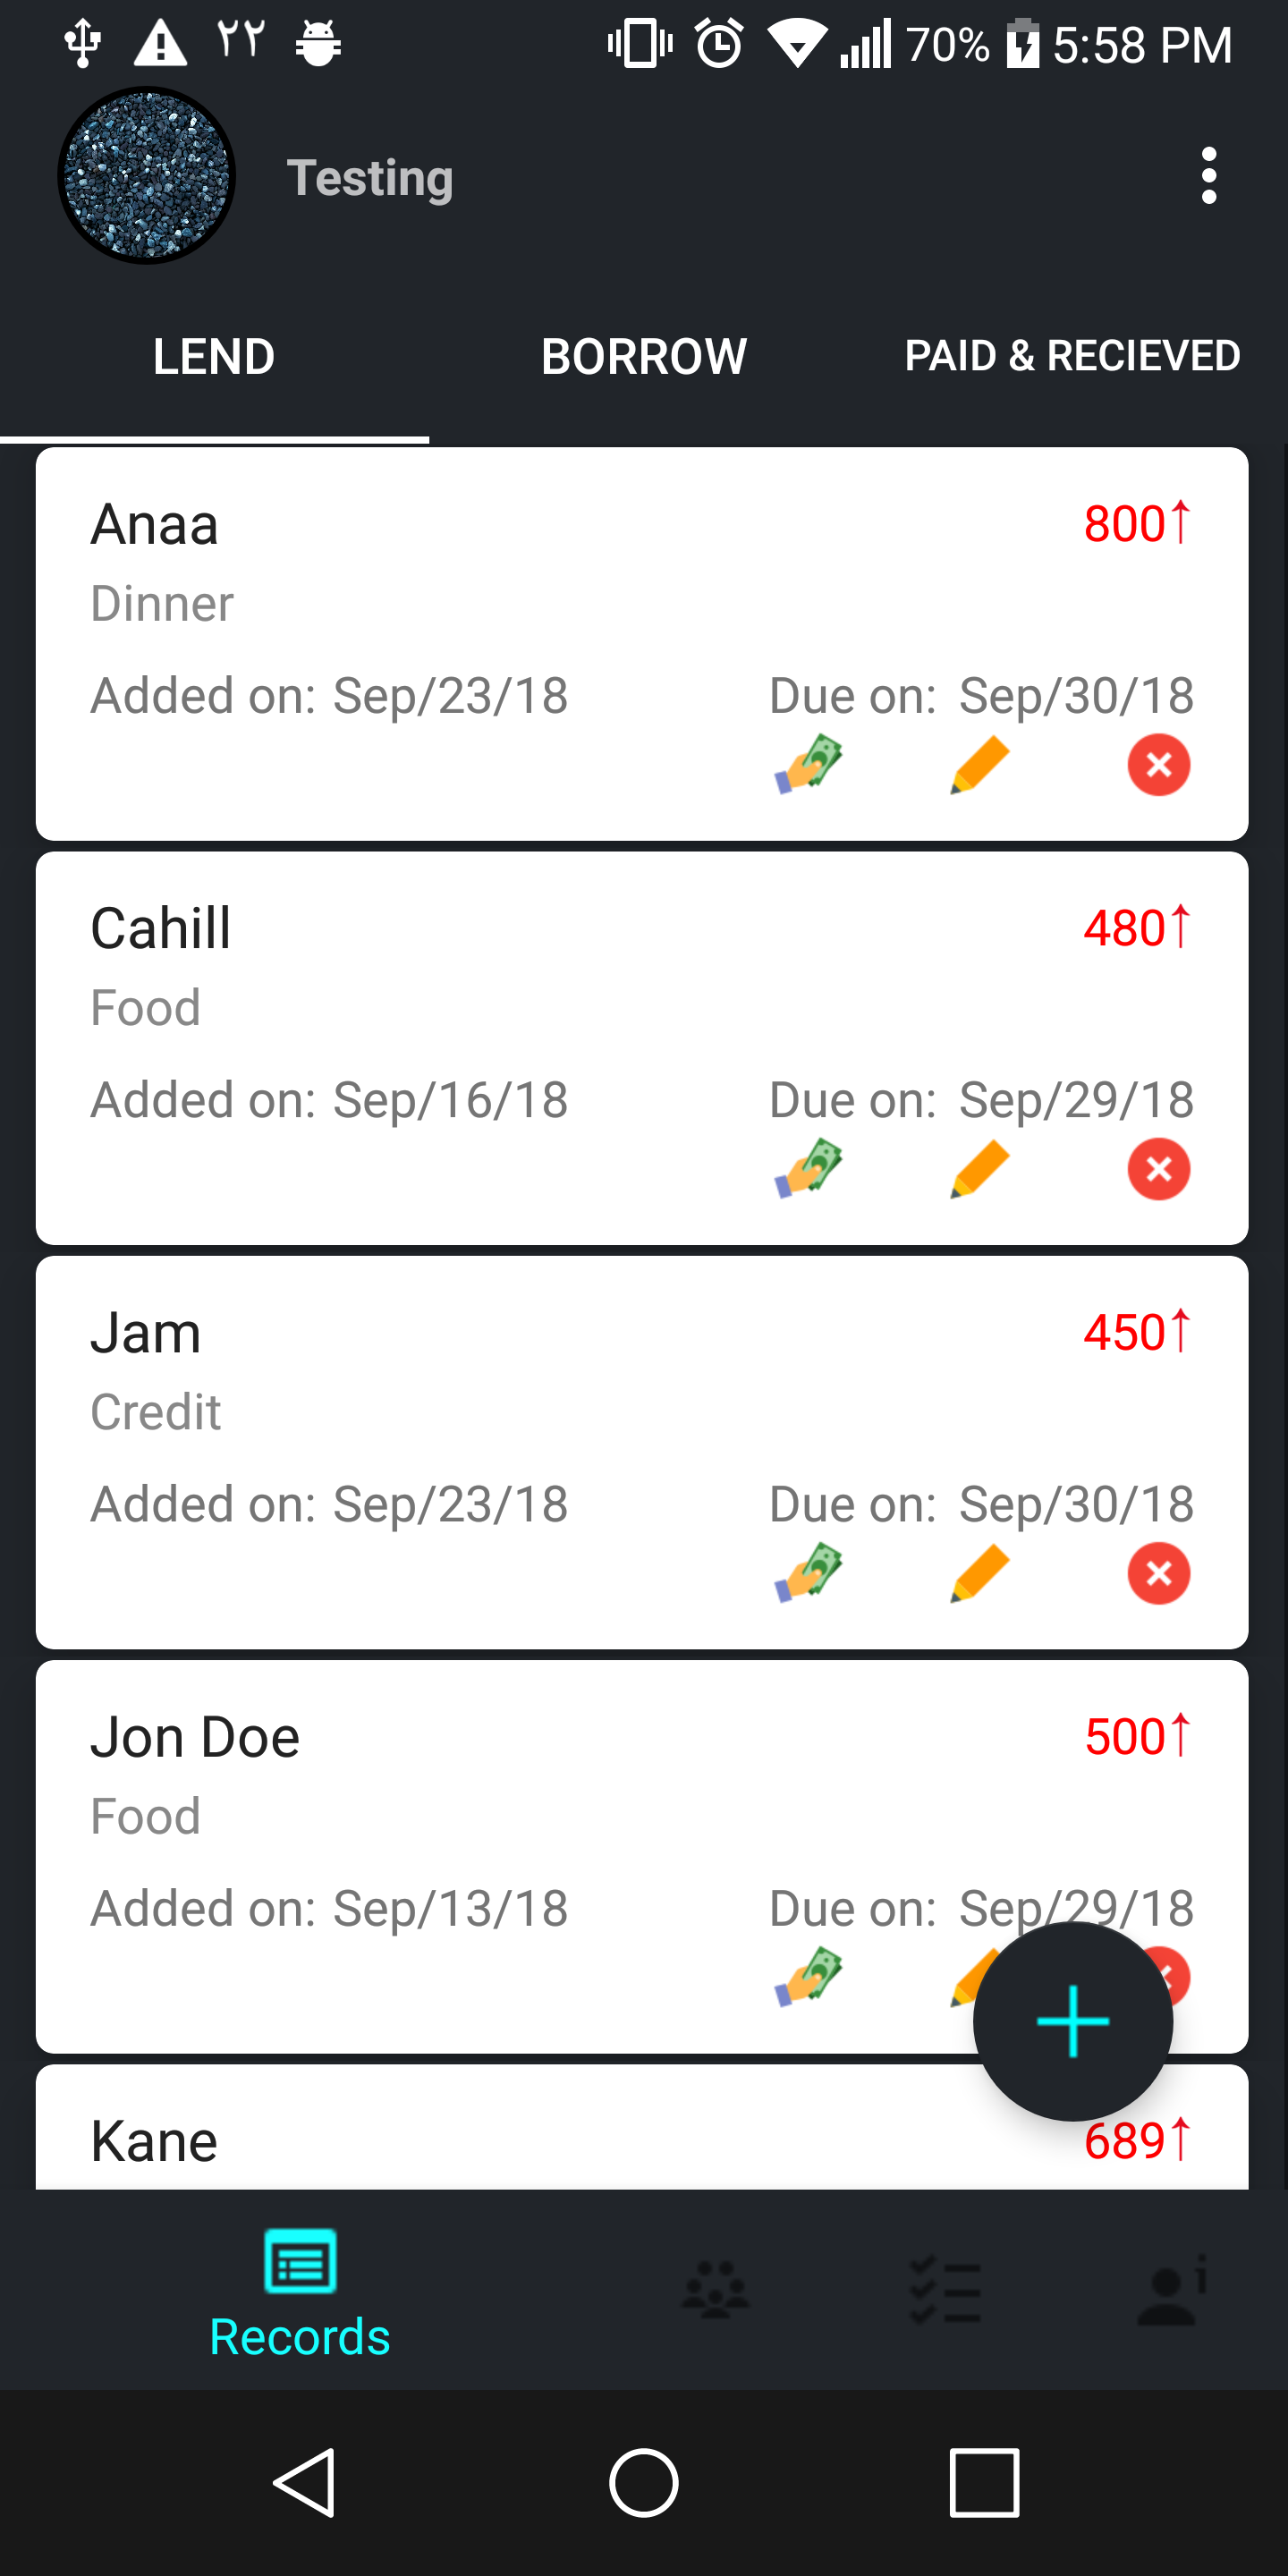 ۲۲ 70% 5:58 PM
Testing
LEND BORROW PAID & RECIEVED
Anaa 800↑
Dinner
Added on: Sep/23/18 Due on: Sep/30/18
Cahill 480↑
Food
Added on: Sep/16/18 Due on: Sep/29/18
Jam 450↑
Credit
Added on: Sep/23/18 Due on: Sep/30/18
Jon Doe 500↑
Food
Added on: Sep/13/18 Due on: Sep/29/18
Kane 689↑
Records